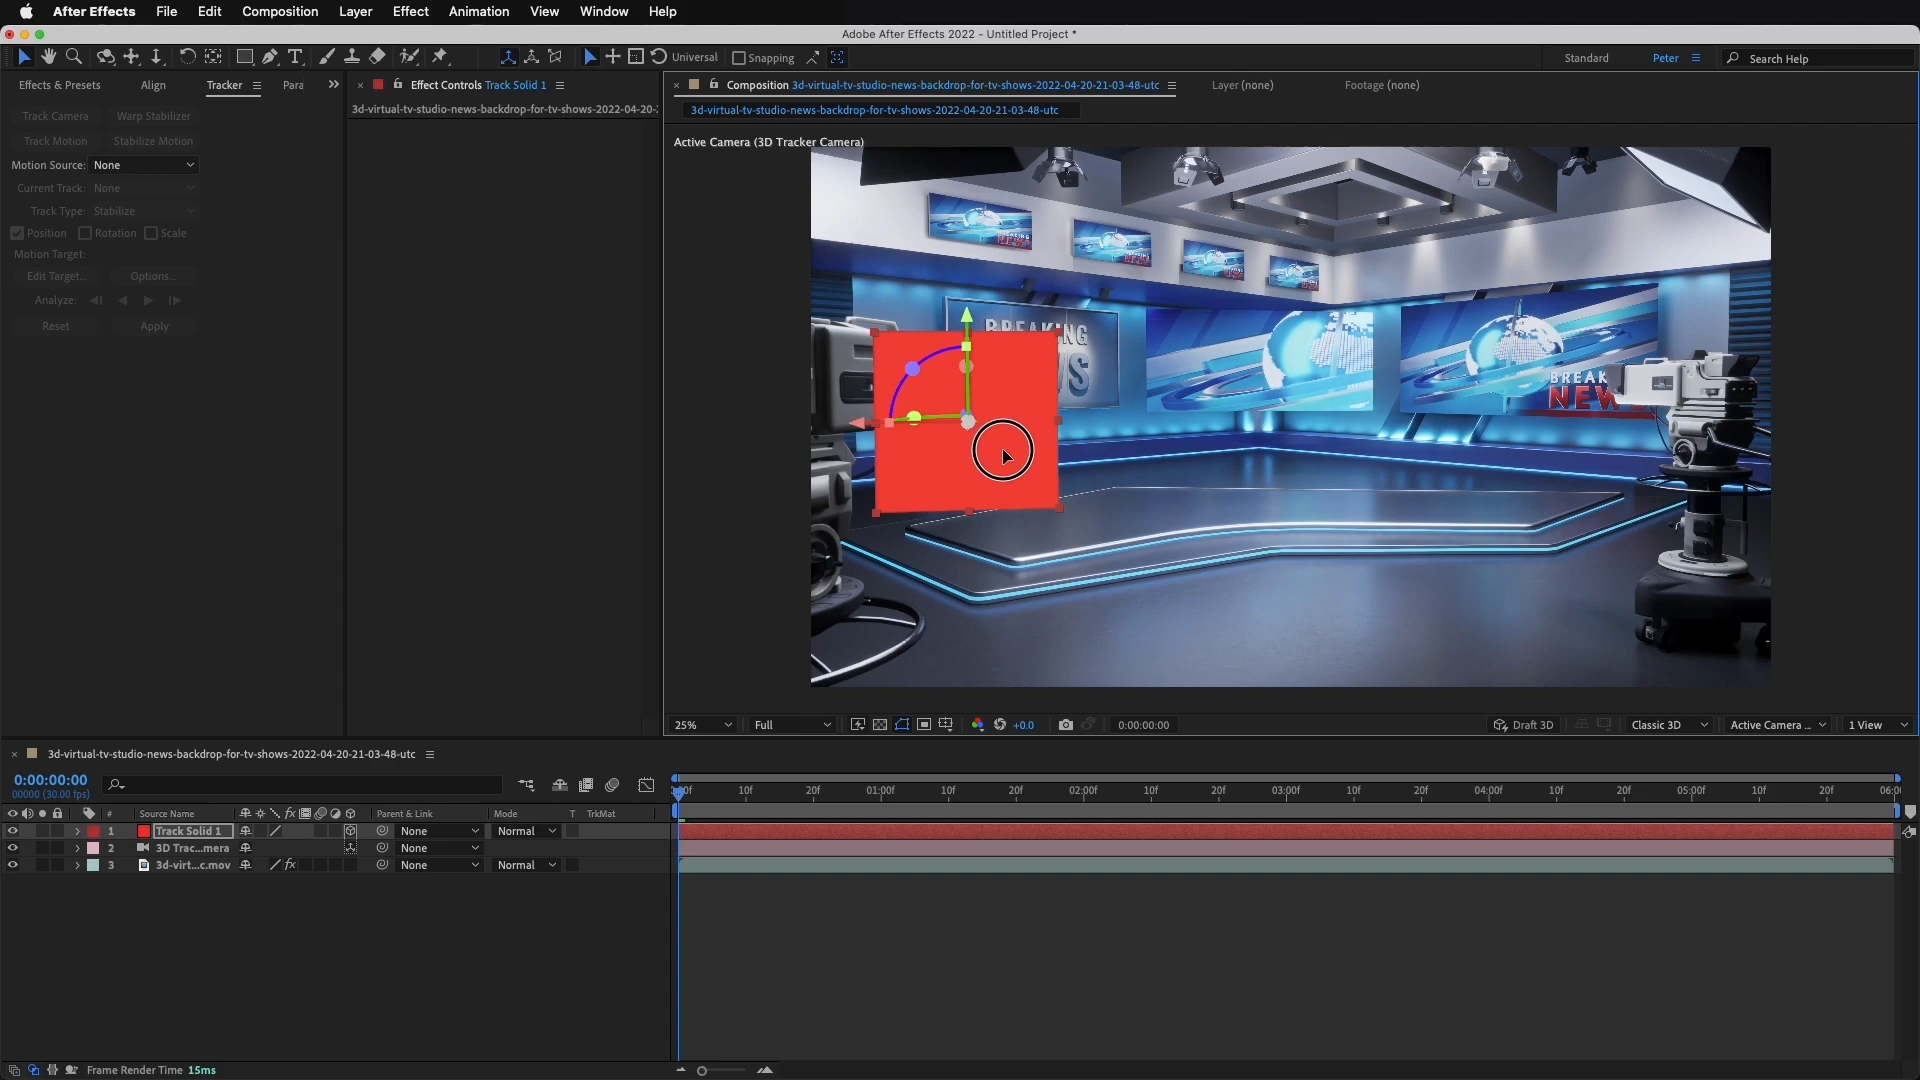 After Effects File Edit Composition Layer Effect Animation View Window Help
Adobe After Effects 2022 - Untitled Project *
Universal Snapping Standard Peter Search Help
Effects & Presets Align Tracker Para
Effect Controls Track Solid 1
Composition 3d-virtual-tv-studio-news-backdrop-for-tv-shows-2022-04-20-21-03-48-utc Layer (none) Footage (none)
3d-virtual-tv-studio-news-backdrop-for-tv-shows-2022-04-20-2
3d-virtual-tv-studio-news-backdrop-for-tv-shows-2022-04-20-21-03-48-utc
Track Camera Warp Stabilizer
Track Motion Stabilize Motion
Motion Source: None
Current Track: None
Track Type: Stabilize
Position Rotation Scale
Motion Target:
Edit Target... Options...
Analyze:
Reset Apply
Active Camera (3D Tracker Camera)
BREAKING
NEWS
BREAKING
BREAK
NEW
25% Full +0.0 0:00:00:00 Draft 3D Classic 3D Active Camera ... 1 View
3d-virtual-tv-studio-news-backdrop-for-tv-shows-2022-04-20-21-03-48-utc
0:00:00:00
00000 (30.00 fps)
10f 20f 01:00f 10f 20f 02:00f 10f 20f 03:00f 10f 20f 04:00f 10f 20f 05:00f 10f 20f 06:0
# Source Name fx Parent & Link Mode T TrkMat
1 Track Solid 1 None Normal
2 3D Trac...mera None
3 3d-virt...c.mov fx None Normal
Frame Render Time 15ms